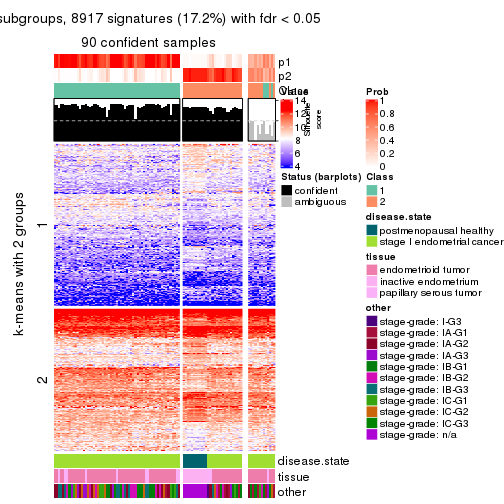 subgroups, 8917 signatures (17.2%) with fdr < 0.05
90 confident samples
p1
p2
Class
Silhouette
score
k-means with 2 groups
1
2
disease.state
tissue
other
Value
14
12
10
8
6
4
Prob
1
0.8
0.6
0.4
0.2
0
Status (barplots)
confident
ambiguous
Class
1
2
disease.state
postmenopausal healthy
stage I endometrial cancer
tissue
endometrioid tumor
inactive endometrium
papillary serous tumor
other
stage-grade: I-G3
stage-grade: IA-G1
stage-grade: IA-G2
stage-grade: IA-G3
stage-grade: IB-G1
stage-grade: IB-G2
stage-grade: IB-G3
stage-grade: IC-G1
stage-grade: IC-G2
stage-grade: IC-G3
stage-grade: n/a